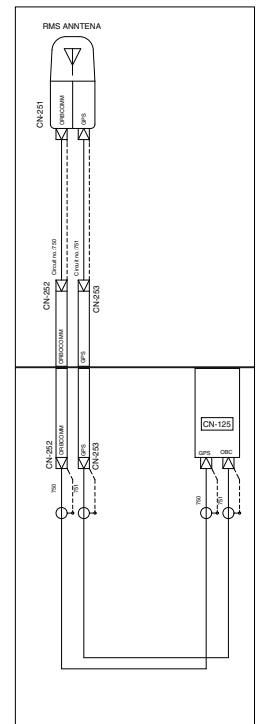 RMS ANNTENA
CN-251
ORBCOMM
GPS
Circuit no.:750
Circuit no.:751
CN-252
CN-253
ORBOCOMM
GPS
CN-252
ORBCOMM
GPS
CN-253
CN-125
GPS
OBC
750
751
750
751